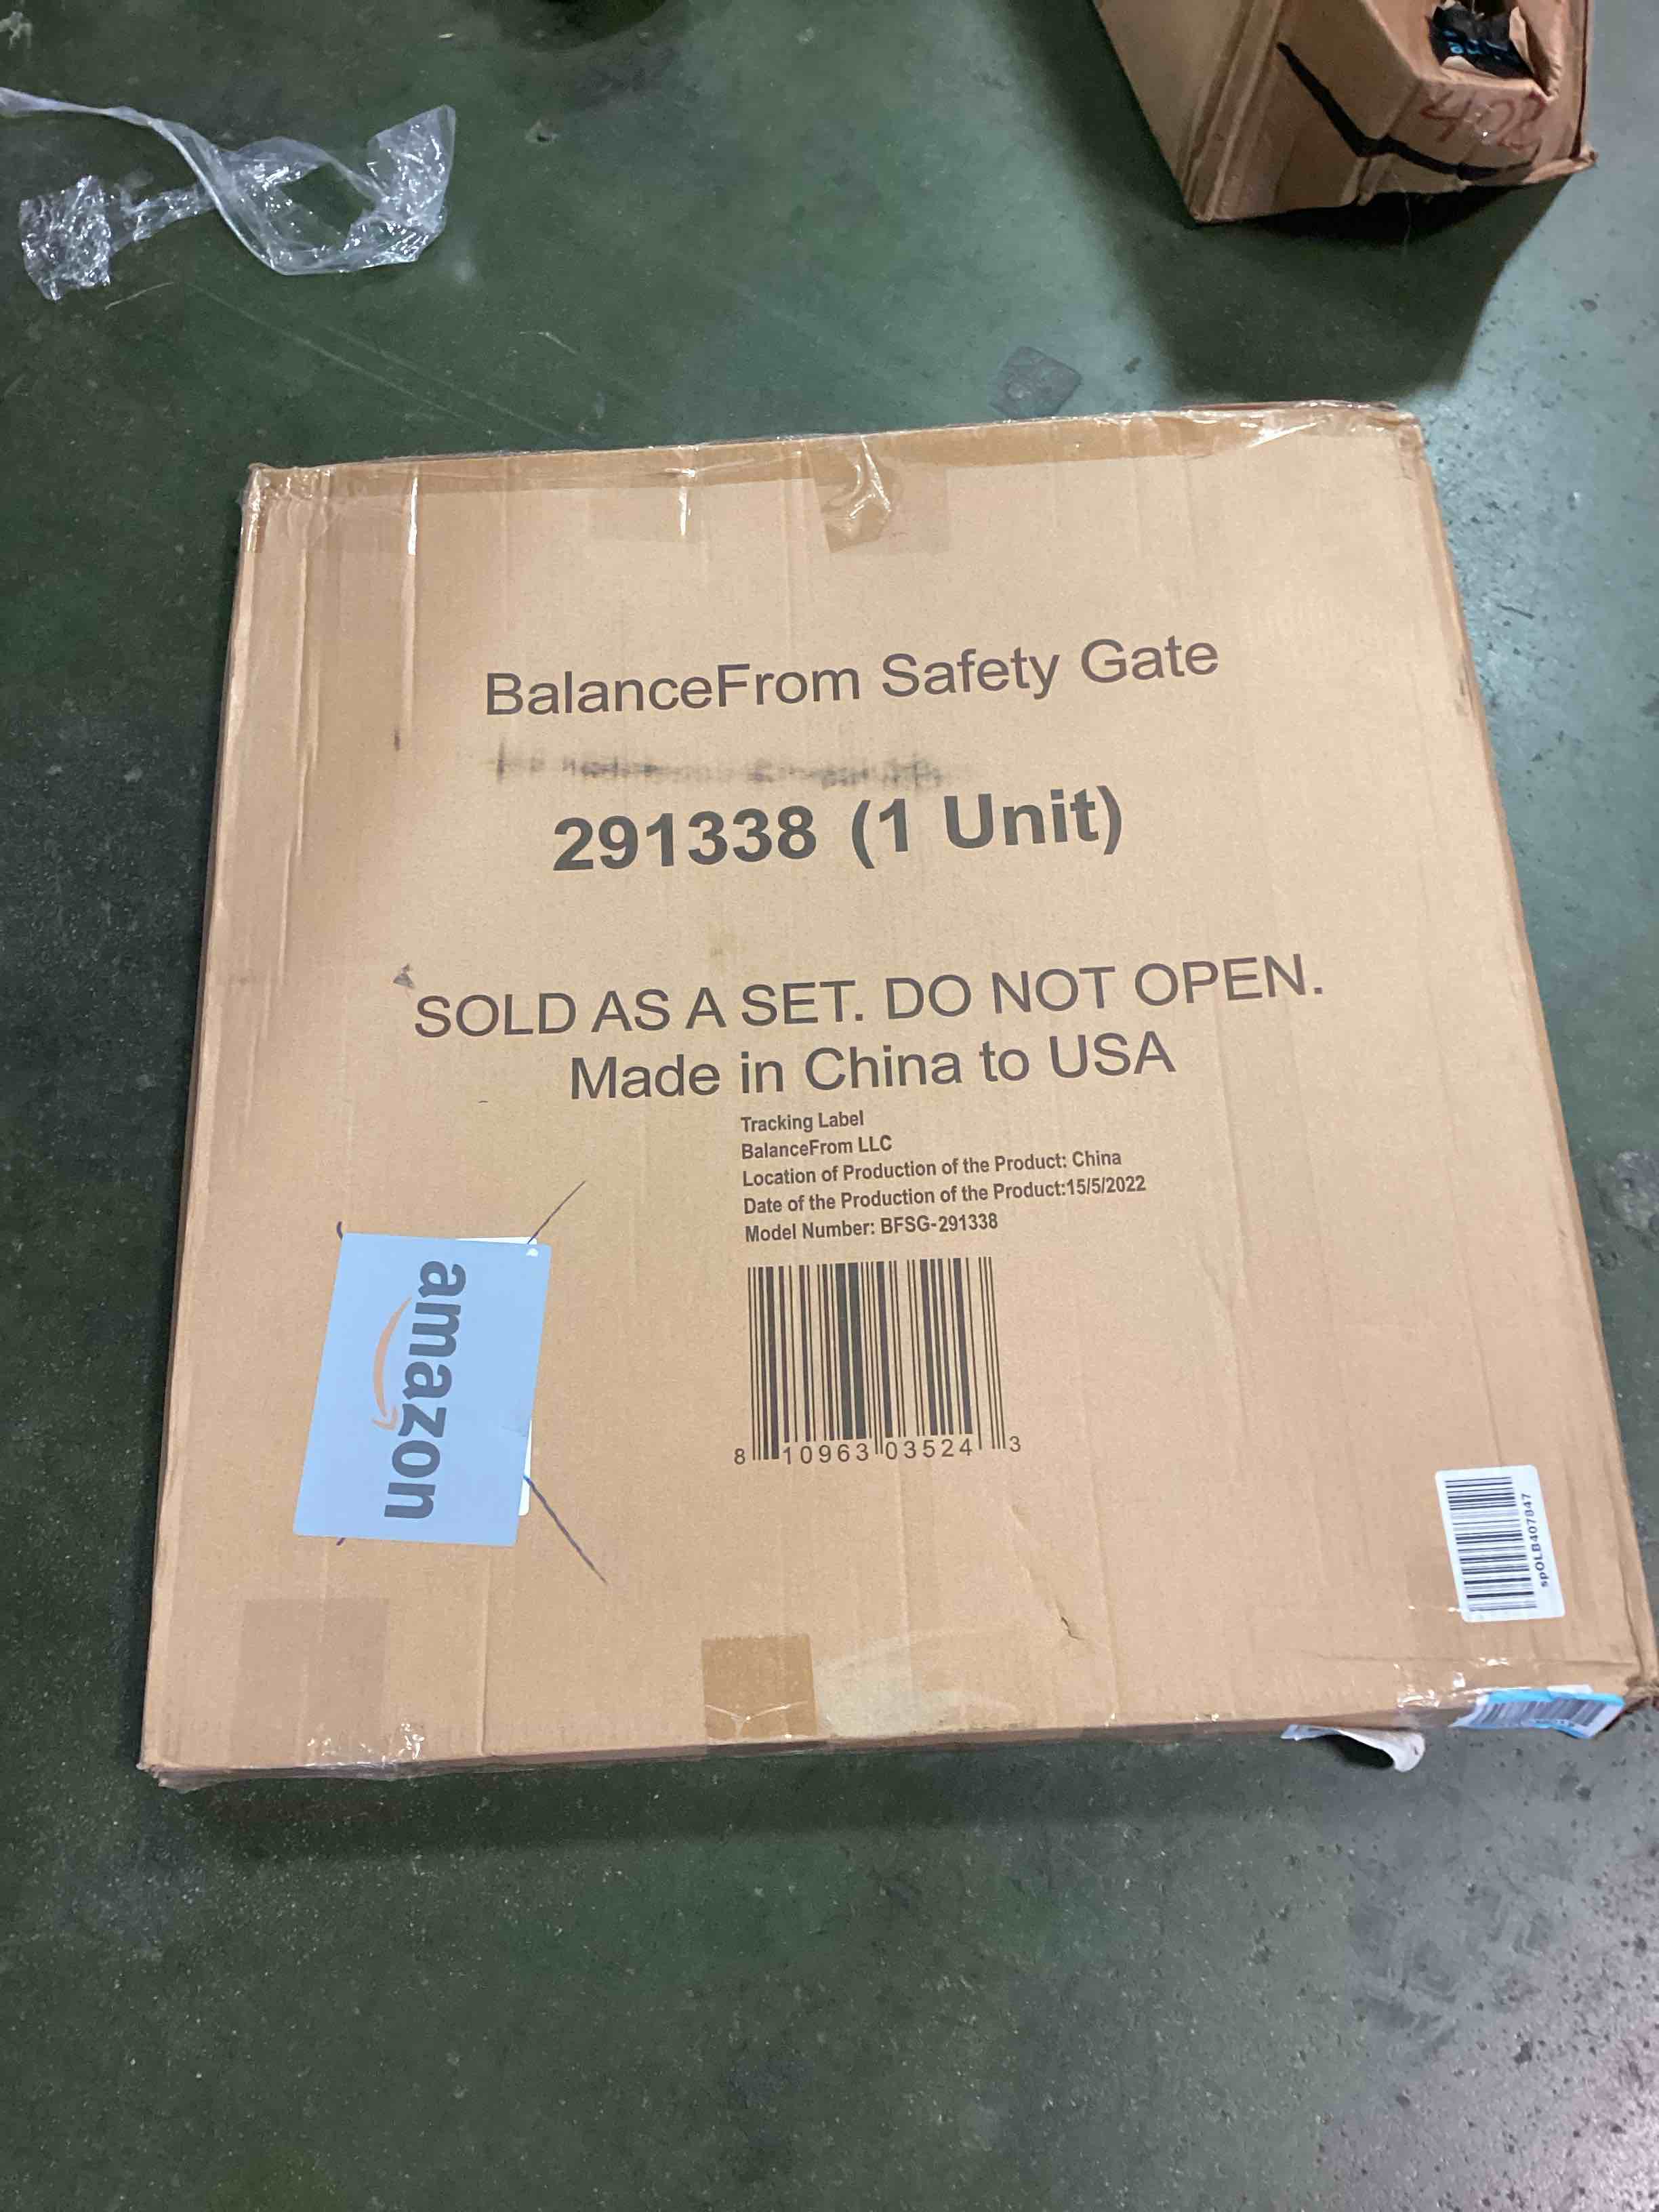 408
BalanceFrom Safety Gate
291338 (1 Unit)
SOLD AS A SET. DO NOT OPEN.
Made in China to USA
Tracking Label
BalanceFrom LLC
Location of Production of the Product: China
Date of the Production of the Product:15/5/2022
Model Number: BFSG-291338
amazon
8 10963 03524 3
spOLB407847